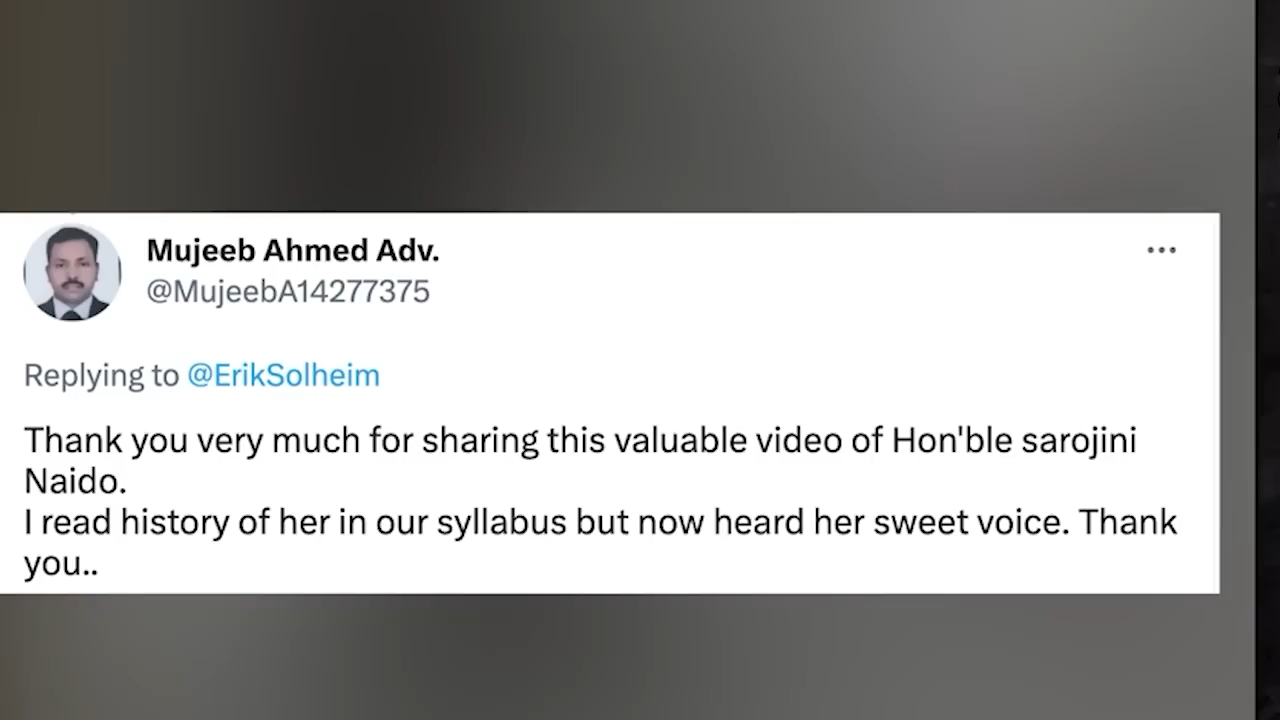 Mujeeb Ahmed Adv.
@MujeebA14277375
Replying to @ErikSolheim
Thank you very much for sharing this valuable video of Hon'ble sarojini
Naido.
I read history of her in our syllabus but now heard her sweet voice. Thank
you..